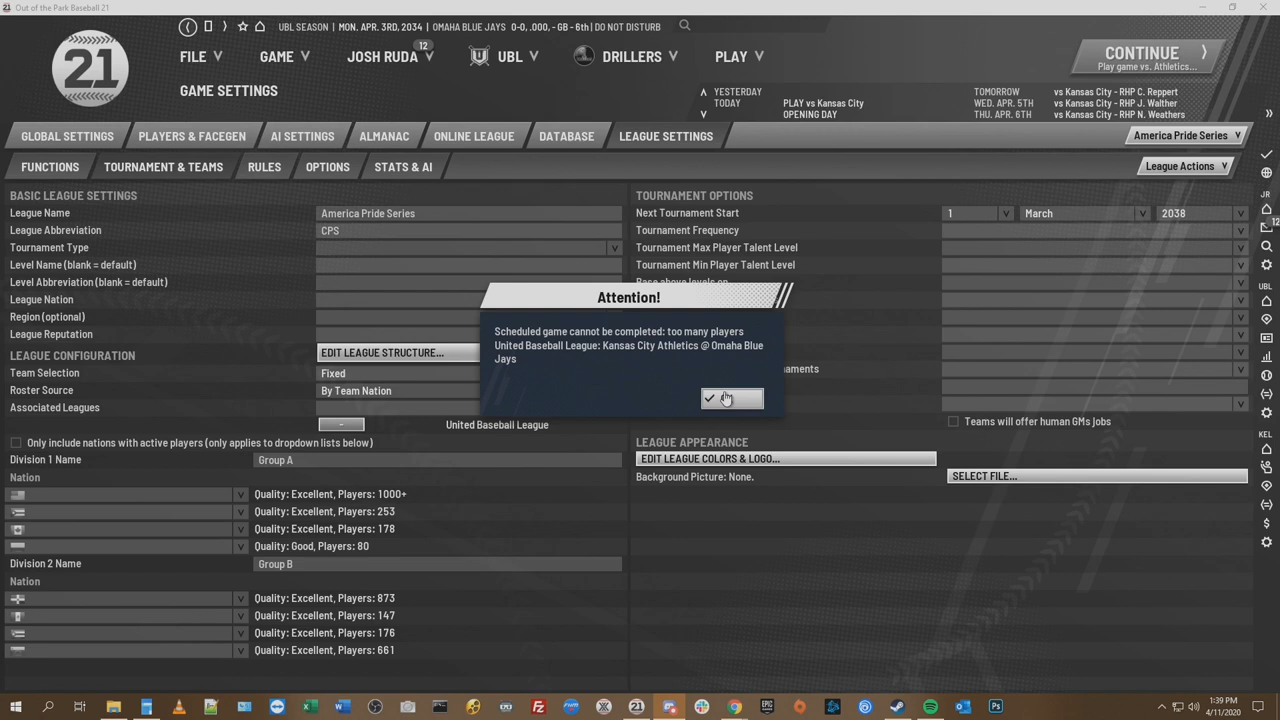 Out of the Park Baseball 21
UBL SEASON | MON. APR. 3RD, 2034 | OMAHA BLUE JAYS 0-0, .000, - GB - 6th | DO NOT DISTURB
21
FILE GAME JOSH RUDA 12 UBL DRILLERS PLAY
CONTINUE
Play game vs. Athletics...
GAME SETTINGS
YESTERDAY
TODAY PLAY vs Kansas City
OPENING DAY
TOMORROW vs Kansas City - RHP C. Reppert
WED. APR. 5TH vs Kansas City - RHP J. Walther
THU. APR. 6TH vs Kansas City - RHP N. Weathers
GLOBAL SETTINGS PLAYERS & FACEGEN AI SETTINGS ALMANAC ONLINE LEAGUE DATABASE LEAGUE SETTINGS America Pride Series
FUNCTIONS TOURNAMENT & TEAMS RULES OPTIONS STATS & AI League Actions
BASIC LEAGUE SETTINGS
League Name America Pride Series
League Abbreviation CPS
Tournament Type
Level Name (blank = default)
Level Abbreviation (blank = default)
League Nation
Region (optional)
League Reputation
LEAGUE CONFIGURATION EDIT LEAGUE STRUCTURE...
Team Selection Fixed
Roster Source By Team Nation
Associated Leagues
- United Baseball League
Only include nations with active players (only applies to dropdown lists below)
Division 1 Name Group A
Nation
Quality: Excellent, Players: 1000+
Quality: Excellent, Players: 253
Quality: Excellent, Players: 178
Quality: Good, Players: 80
Division 2 Name Group B
Nation
Quality: Excellent, Players: 873
Quality: Excellent, Players: 147
Quality: Excellent, Players: 176
Quality: Excellent, Players: 661
TOURNAMENT OPTIONS
Next Tournament Start 1 March 2038
Tournament Frequency
Tournament Max Player Talent Level
Tournament Min Player Talent Level
Base above levels on
Attention!
Scheduled game cannot be completed: too many players
United Baseball League: Kansas City Athletics @ Omaha Blue
Jays
Teams will offer human GMs jobs
LEAGUE APPEARANCE
EDIT LEAGUE COLORS & LOGO...
Background Picture: None. SELECT FILE...
JR
12
UBL
KEL
1:39 PM
4/11/2020